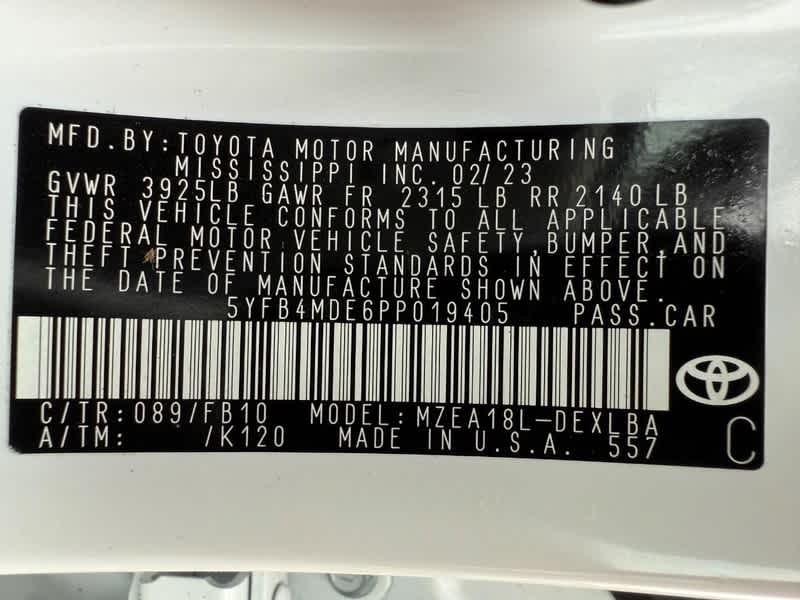 MFD.BY:TOYOTA MOTOR MANUFACTURING
MISSISSIPPI INC. 02/23
GVWR 3925LB GAWR FR 2315 LB RR 2140 LB
THIS VEHICLE CONFORMS TO ALL APPLICABLE
FEDERAL MOTOR VEHICLE SAFETY,BUMPER,AND
THEFT PREVENTION STANDARDS IN EFFECT ON
THE DATE OF MANUFACTURE SHOWN ABOVE.
5YFB4MDE6PP019405 PASS.CAR
C/TR:089/FB10 MODEL:MZEA18L-DEXLBA
A/TM: /K120 MADE IN U.S.A. 557
C